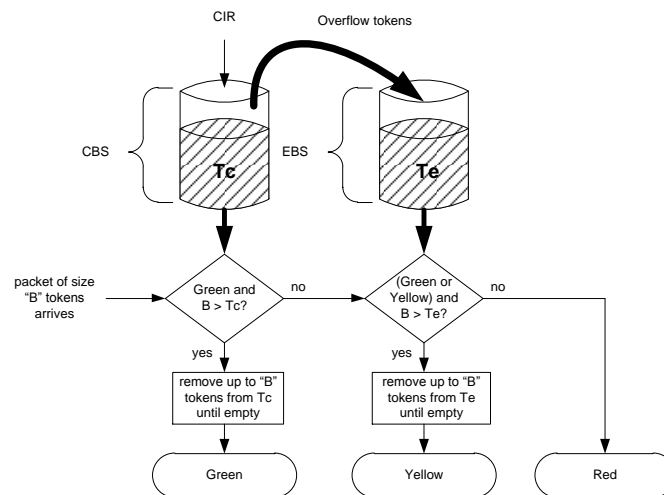 CIR
Overflow tokens
CBS
EBS
Tc
Te
packet of size
“B” tokens
arrives
Green and
B > Tc?
no
(Green or
Yellow) and
B > Te?
no
yes
yes
remove up to “B”
tokens from Tc
until empty
remove up to “B”
tokens from Te
until empty
Green
Yellow
Red